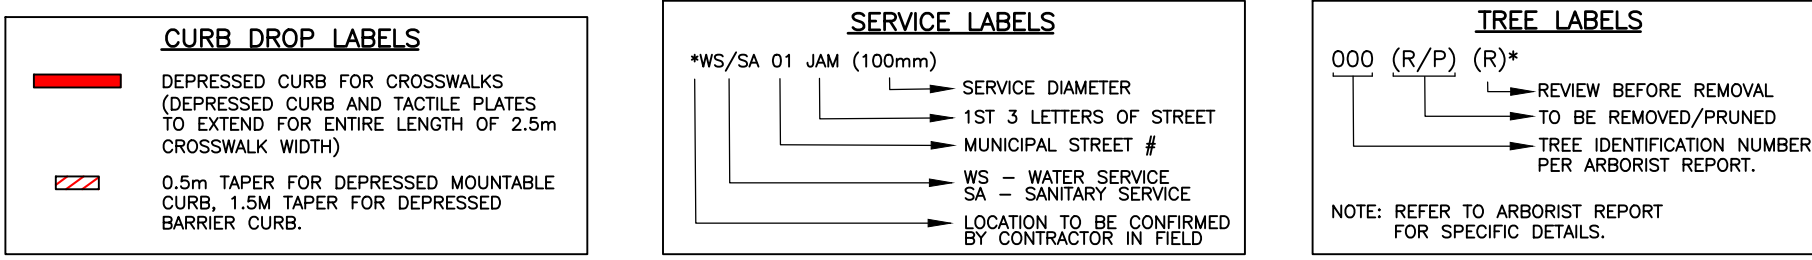 CURB DROP LABELS
DEPRESSED CURB FOR CROSSWALKS
(DEPRESSED CURB AND TACTILE PLATES
TO EXTEND FOR ENTIRE LENGTH OF 2.5m
CROSSWALK WIDTH)
0.5m TAPER FOR DEPRESSED MOUNTABLE
CURB, 1.5M TAPER FOR DEPRESSED
BARRIER CURB.
SERVICE LABELS
*WS/SA 01 JAM (100mm)
SERVICE DIAMETER
1ST 3 LETTERS OF STREET
MUNICIPAL STREET #
WS – WATER SERVICE
SA – SANITARY SERVICE
LOCATION TO BE CONFIRMED
BY CONTRACTOR IN FIELD
TREE LABELS
000 (R/P) (R)*
REVIEW BEFORE REMOVAL
TO BE REMOVED/PRUNED
TREE IDENTIFICATION NUMBER
PER ARBORIST REPORT.
NOTE: REFER TO ARBORIST REPORT
FOR SPECIFIC DETAILS.